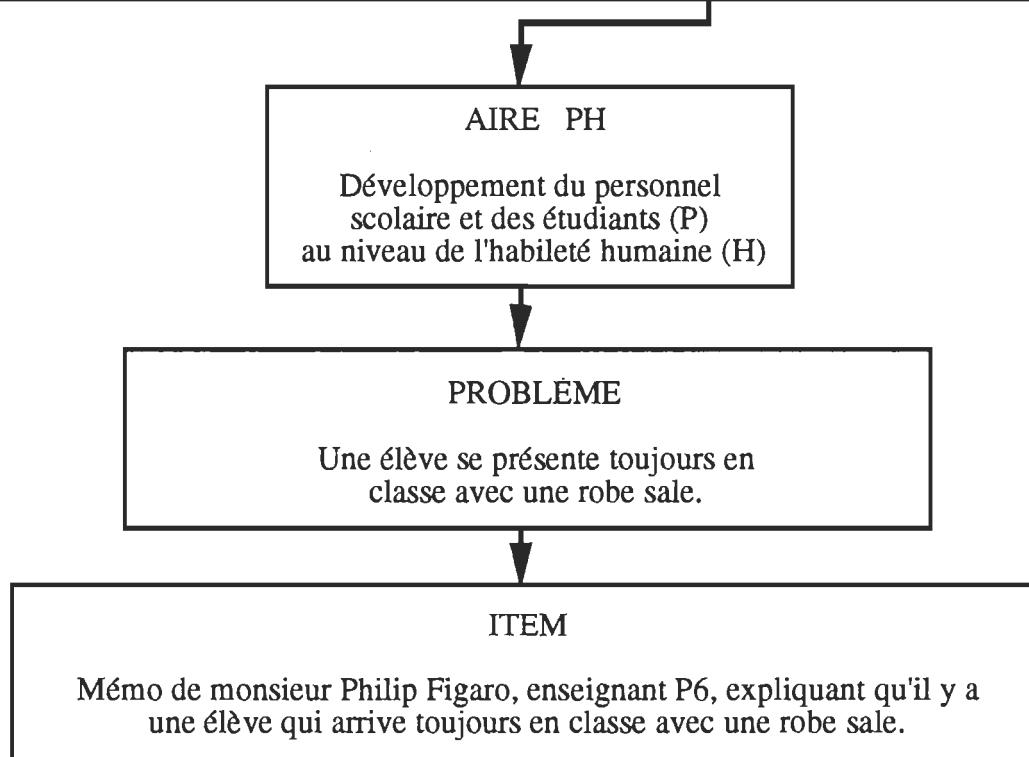 AIRE PH
Développement du personnel
scolaire et des étudiants (P)
au niveau de l'habileté humaine (H)
PROBLÈME
Une élève se présente toujours en
classe avec une robe sale.
ITEM
Mémo de monsieur Philip Figaro, enseignant P6, expliquant qu'il y a
une élève qui arrive toujours en classe avec une robe sale.